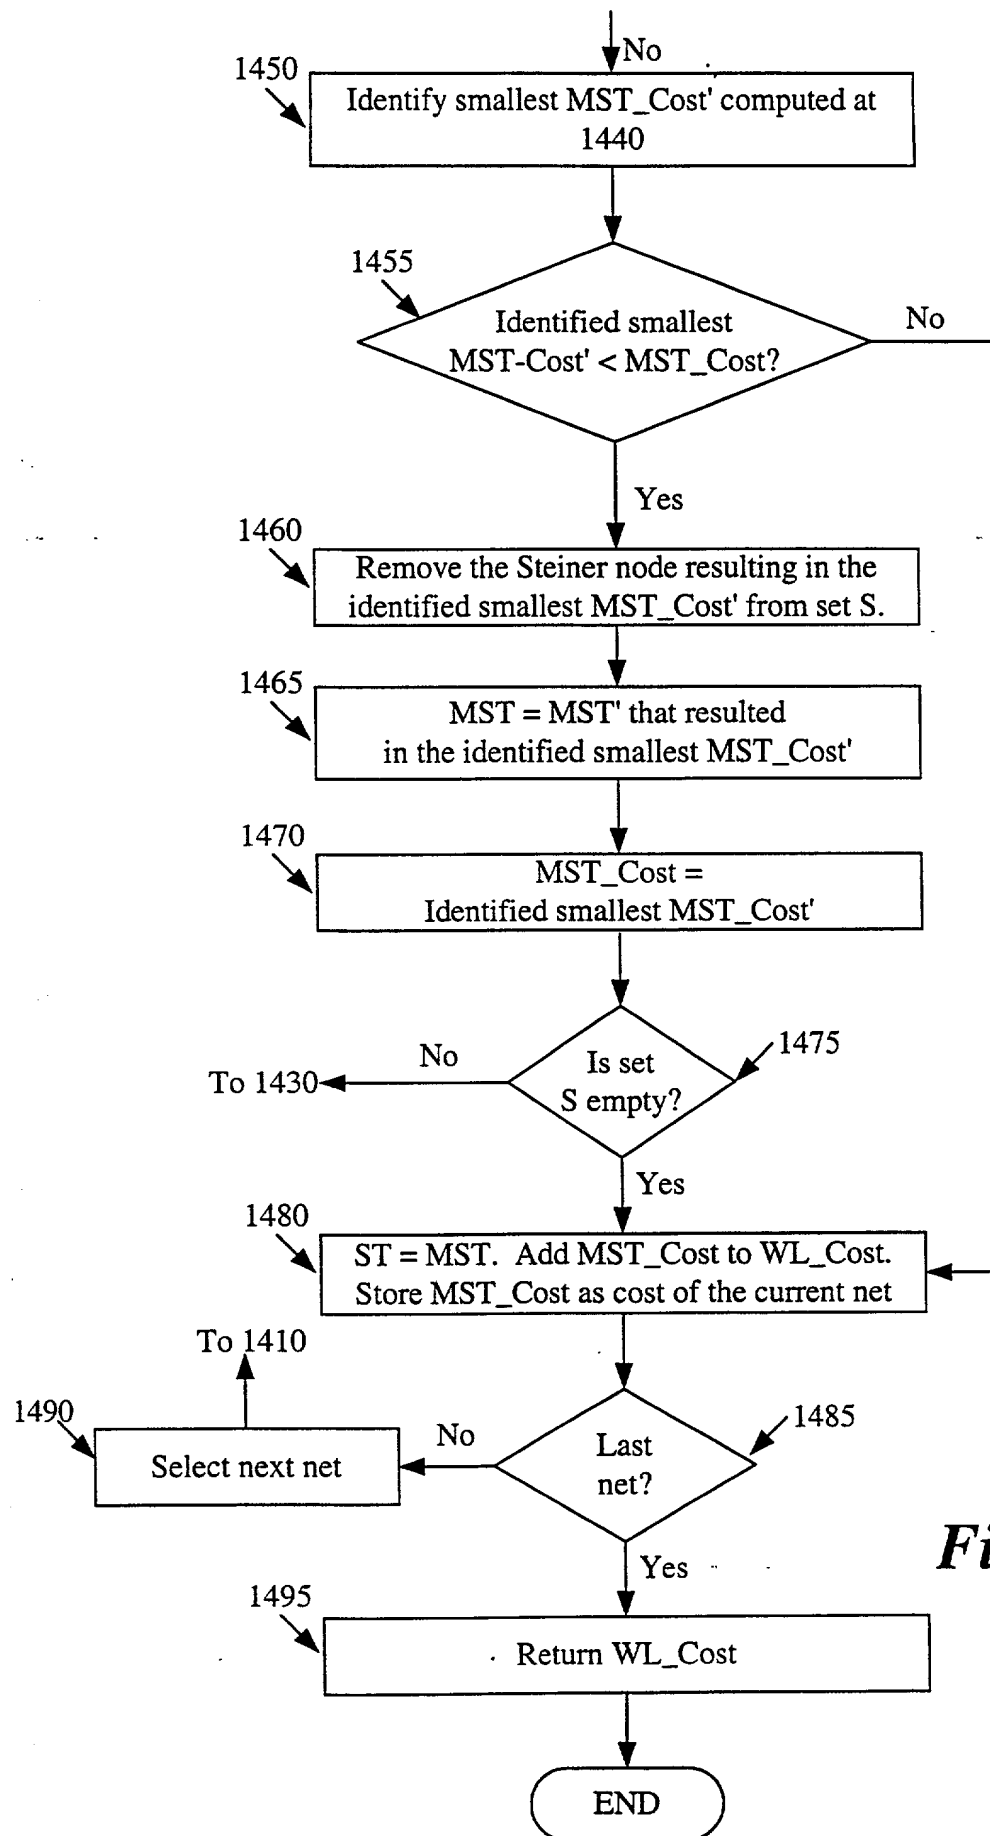 No
1450
Identify smallest MST_Cost' computed at
1440
1455
Identified smallest
MST-Cost' < MST_Cost?
No
Yes
1460
Remove the Steiner node resulting in the
identified smallest MST_Cost' from set S.
1465
MST = MST' that resulted
in the identified smallest MST_Cost'
1470
MST_Cost =
Identified smallest MST_Cost'
1475
Is set
S empty?
No
To 1430
Yes
1480
ST = MST. Add MST_Cost to WL_Cost.
Store MST_Cost as cost of the current net
To 1410
1490
Select next net
No
1485
Last
net?
Fi
Yes
1495
Return WL_Cost
END